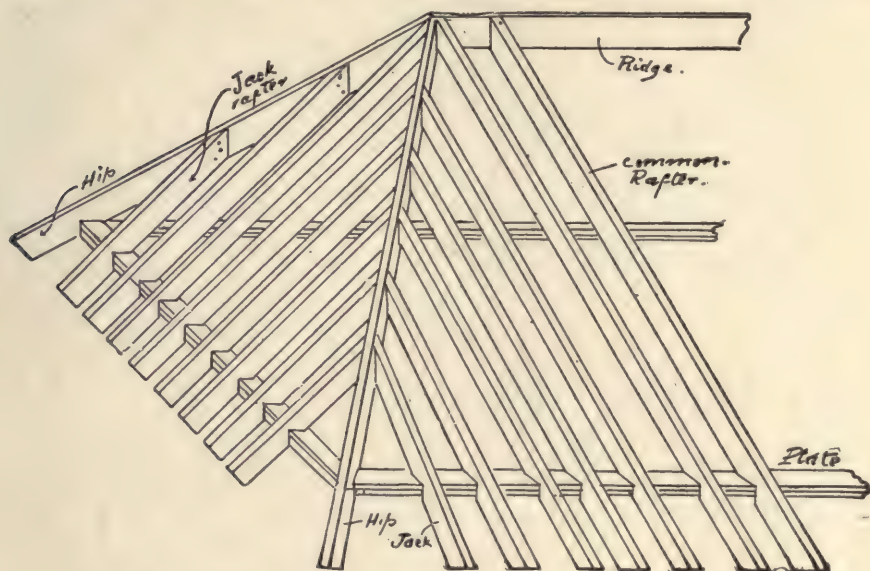 Jack
rafter
Ridge.
common-
Rafter.
Hip
Plate
Hip
Jack